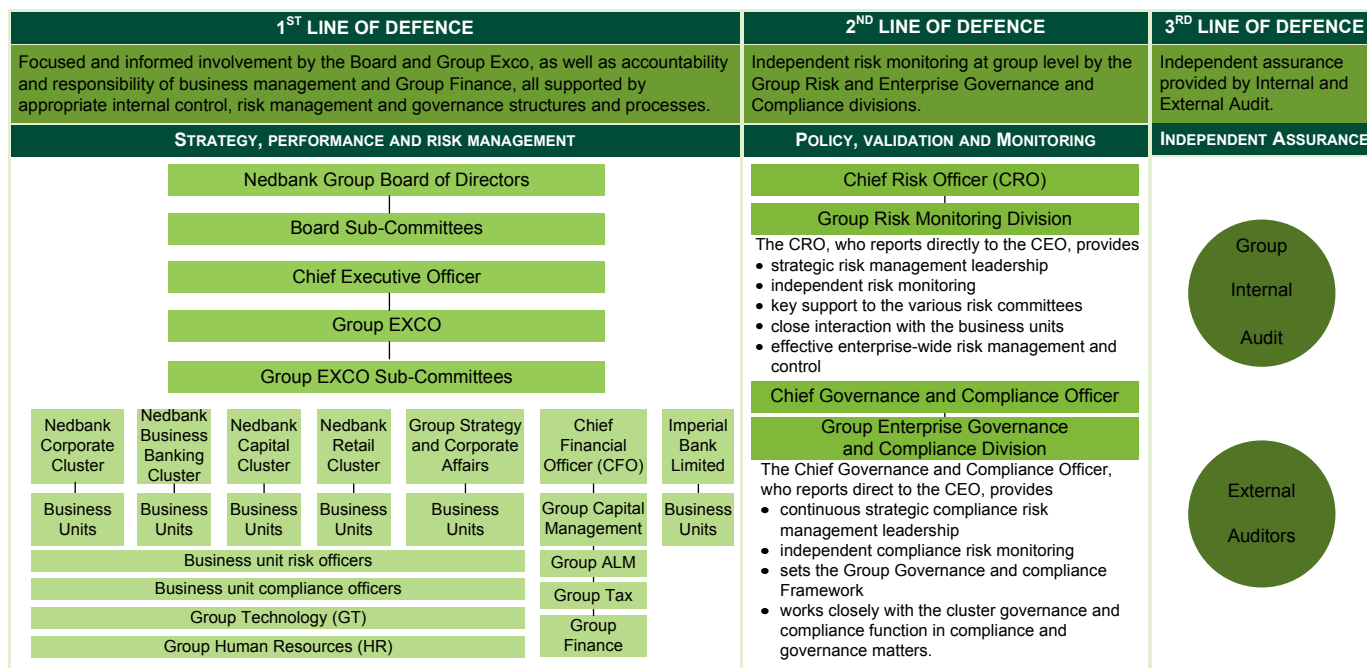 1ST LINE OF DEFENCE
Focused and informed involvement by the Board and Group Exco, as well as accountability
and responsibility of business management and Group Finance, all supported by
appropriate internal control, risk management and governance structures and processes.
STRATEGY, PERFORMANCE AND RISK MANAGEMENT
Nedbank Group Board of Directors
Board Sub-Committees
Chief Executive Officer
Group EXCO
Group EXCO Sub-Committees
Nedbank
Corporate
Cluster
Business
Units
Nedbank
Business
Banking
Cluster
Business
Units
Nedbank
Capital
Cluster
Business
Units
Nedbank
Retail
Cluster
Business
Units
Group Strategy
and Corporate
Affairs
Business
Units
Chief
Financial
Officer (CFO)
Group Capital
Management
Group ALM
Group Tax
Group
Finance
Imperial
Bank
Limited
Business
Units
Business unit risk officers
Business unit compliance officers
Group Technology (GT)
Group Human Resources (HR)
2ND LINE OF DEFENCE
Independent risk monitoring at group level by the
Group Risk and Enterprise Governance and
Compliance divisions.
POLICY, VALIDATION AND MONITORING
Chief Risk Officer (CRO)
Group Risk Monitoring Division
The CRO, who reports directly to the CEO, provides
• strategic risk management leadership
• independent risk monitoring
• key support to the various risk committees
• close interaction with the business units
• effective enterprise-wide risk management and
control
Chief Governance and Compliance Officer
Group Enterprise Governance
and Compliance Division
The Chief Governance and Compliance Officer,
who reports direct to the CEO, provides
• continuous strategic compliance risk
management leadership
• independent compliance risk monitoring
• sets the Group Governance and compliance
Framework
• works closely with the cluster governance and
compliance function in compliance and
governance matters.
3RD LINE OF DEFENCE
Independent assurance
provided by Internal and
External Audit.
INDEPENDENT ASSURANCE
Group
Internal
Audit
External
Auditors